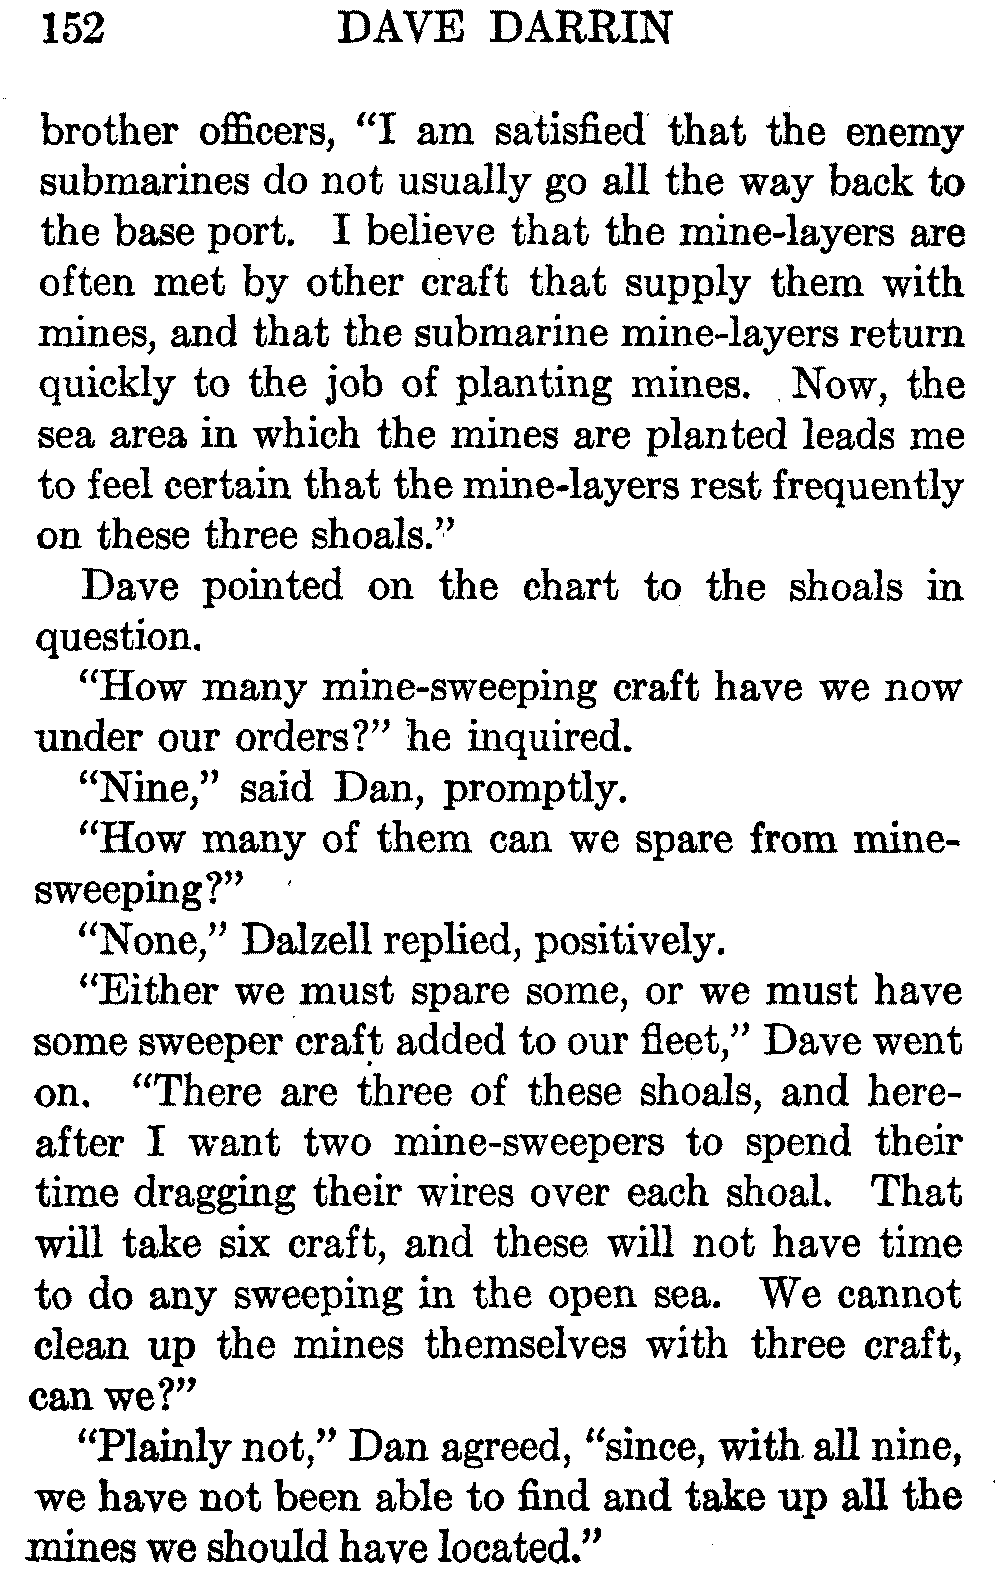 152 DAVE DARRIN
brother officers, “I am satisfied that the enemy
submarines do not usually go all the way back to
the base port. I believe that the mine-layers are
often met by other craft that supply them with
mines, and that the submarine mine-layers return
quickly to the job of planting mines. Now, the
sea area in which the mines are planted leads me
to feel certain that the mine-layers rest frequently
on these three shoals.”
Dave pointed on the chart to the shoals in
question.
“How many mine-sweeping craft have we now
under our orders?” he inquired.
“Nine,” said Dan, promptly.
“How many of them can we spare from mine-
sweeping?”
“None,” Dalzell replied, positively.
“Either we must spare some, or we must have
some sweeper craft added to our fleet,” Dave went
on. “There are three of these shoals, and here-
after I want two mine-sweepers to spend their
time dragging their wires over each shoal. That
will take six craft, and these will not have time
to do any sweeping in the open sea. We cannot
clean up the mines themselves with three craft,
can we?”
“Plainly not,” Dan agreed, “since, with all nine,
we have not been able to find and take up all the
mines we should have located.”